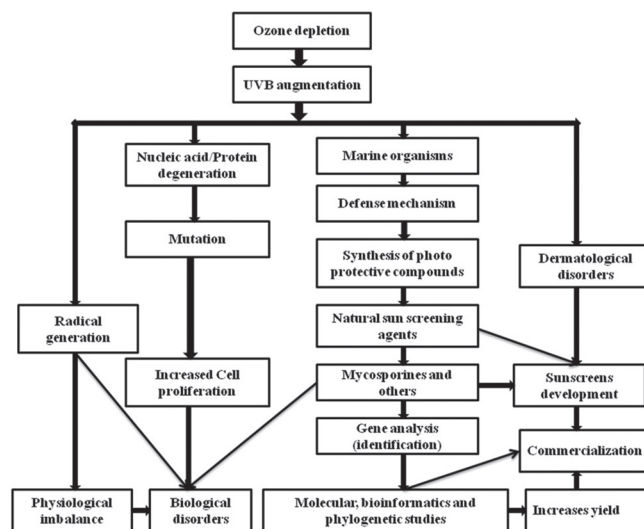 Ozone depletion
UVB augmentation
Nucleic acid/Protein
degeneration
Marine organisms
Defense mechanism
Mutation
Synthesis of photo
protective compounds
Dermatological
disorders
Radical
generation
Natural sun screening
agents
Increased Cell
proliferation
Mycosporines and
others
Sunscreens
development
Gene analysis
(identification)
Commercialization
Physiological
imbalance
Biological
disorders
Molecular, bioinformatics and
phylogenetic studies
Increases yield